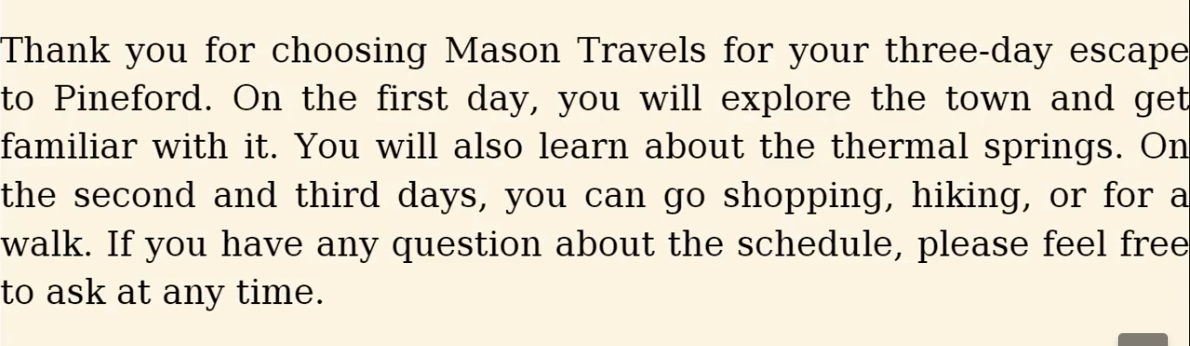 Thank you for choosing Mason Travels for your three-day escape
to Pineford. On the first day, you will explore the town and get
familiar with it. You will also learn about the thermal springs. On
the second and third days, you can go shopping, hiking, or for a
walk. If you have any question about the schedule, please feel free
to ask at any time.